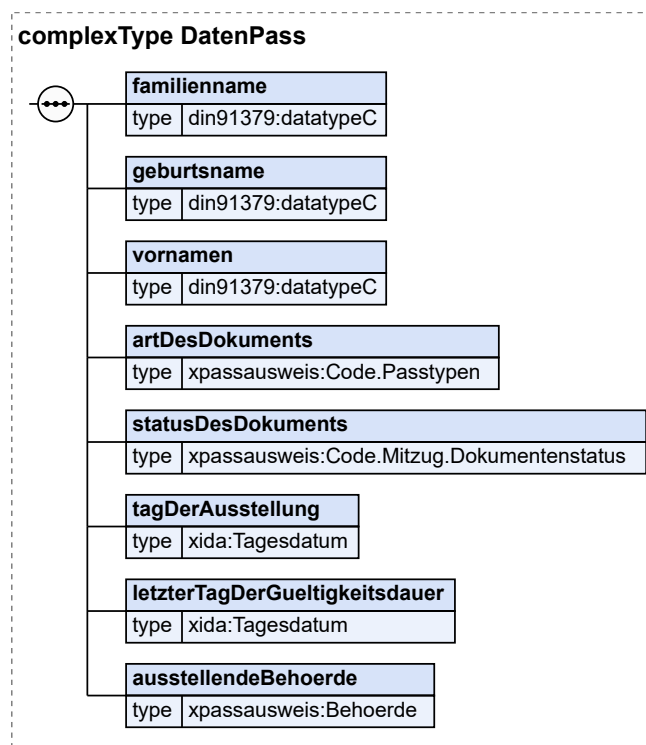 complexType DatenPass
familienname
type din91379:datatypeC
geburtsname
type din91379:datatypeC
vornamen
type din91379:datatypeC
artDesDokuments
type xpassausweis:Code.Passtypen
statusDesDokuments
type xpassausweis:Code.Mitzug.Dokumentenstatus
tagDerAusstellung
type xida:Tagesdatum
letzterTagDerGueltigkeitsdauer
type xida:Tagesdatum
ausstellendeBehoerde
type xpassausweis:Behoerde